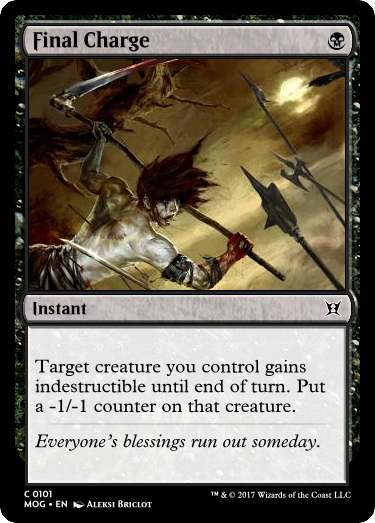 Final Charge
Instant
Target creature you control gains
indestructible until end of turn. Put
a -1/-1 counter on that creature.
Everyone's blessings run out someday.
C 0101
MOG • EN Aleksi Briclot
™ & © 2017 Wizards of the Coast LLC